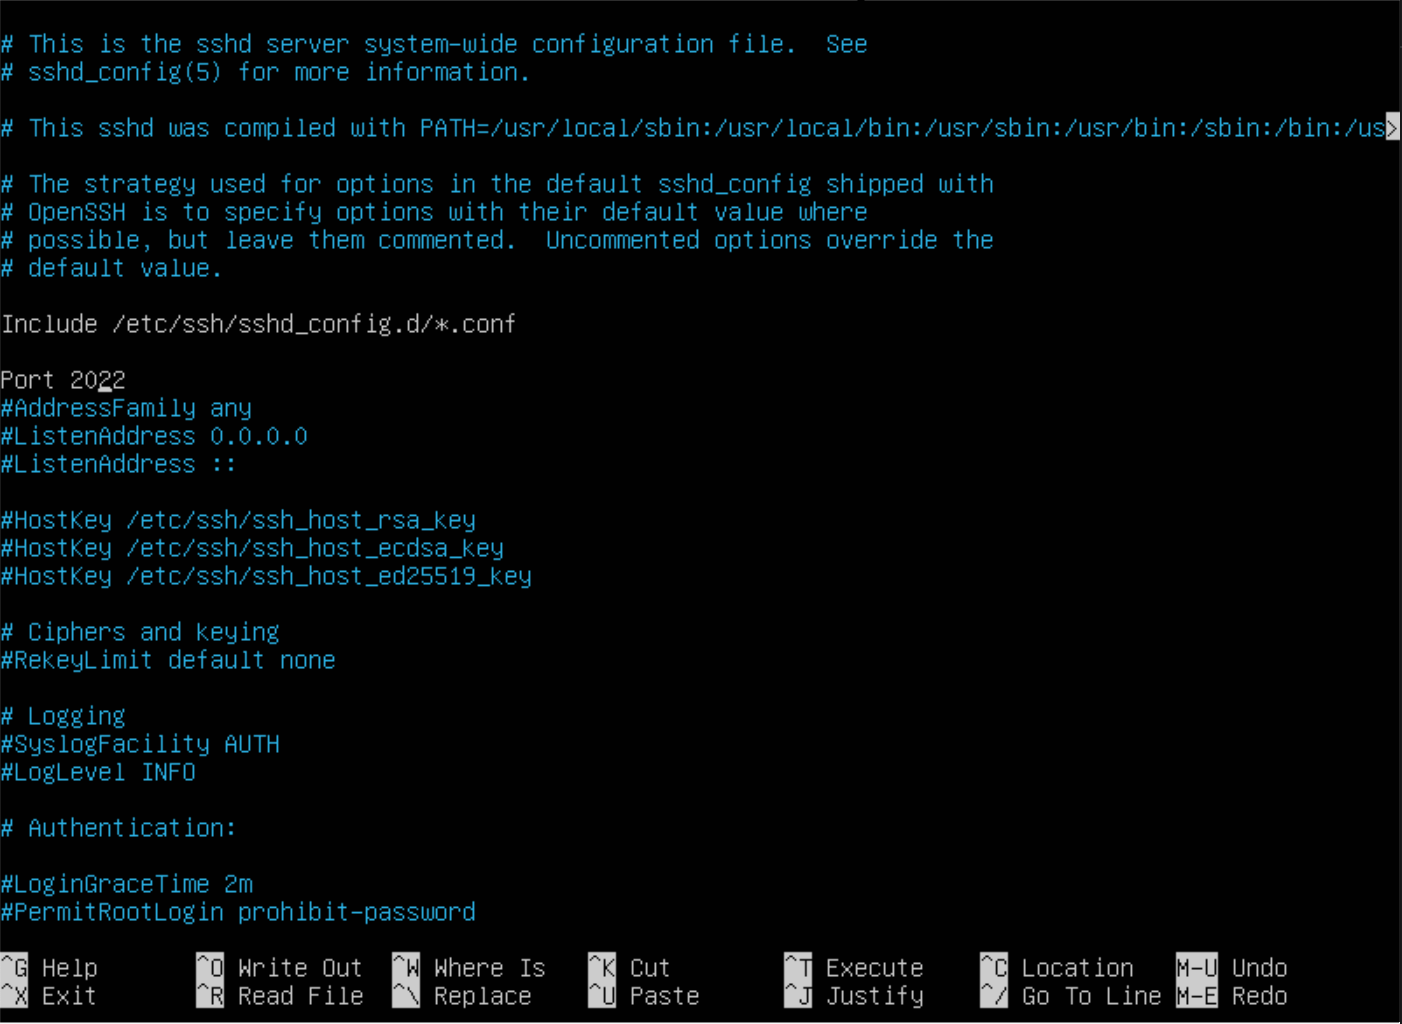 # This is the sshd server system-wide configuration file.  See
# sshd_config(5) for more information.
# This sshd was compiled with PATH=/usr/local/sbin:/usr/local/bin:/usr/sbin:/usr/bin:/sbin:/bin:/us>
# The strategy used for options in the default sshd_config shipped with
# OpenSSH is to specify options with their default value where
# possible, but leave them commented.  Uncommented options override the
# default value.
Include /etc/ssh/sshd_config.d/*.conf
Port 2022
#AddressFamily any
#ListenAddress 0.0.0.0
#ListenAddress ::
#HostKey /etc/ssh/ssh_host_rsa_key
#HostKey /etc/ssh/ssh_host_ecdsa_key
#HostKey /etc/ssh/ssh_host_ed25519_key
# Ciphers and keying
#RekeyLimit default none
# Logging
#SyslogFacility AUTH
#LogLevel INFO
# Authentication:
#LoginGraceTime 2m
#PermitRootLogin prohibit-password
^G Help ^O Write Out ^W Where Is ^K Cut ^T Execute ^C Location M-U Undo
^X Exit ^R Read File ^\ Replace ^U Paste ^J Justify ^/ Go To Line M-E Redo